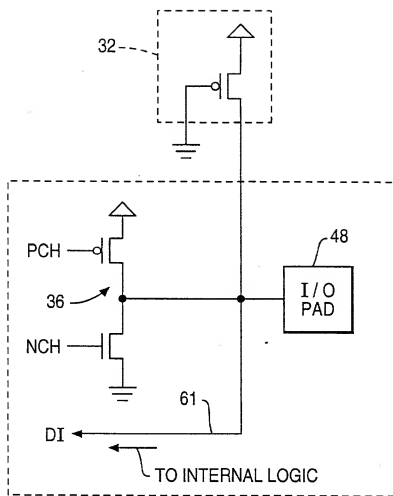 32
PCH
48
I/O
PAD
36
NCH
61
DI
TO INTERNAL LOGIC